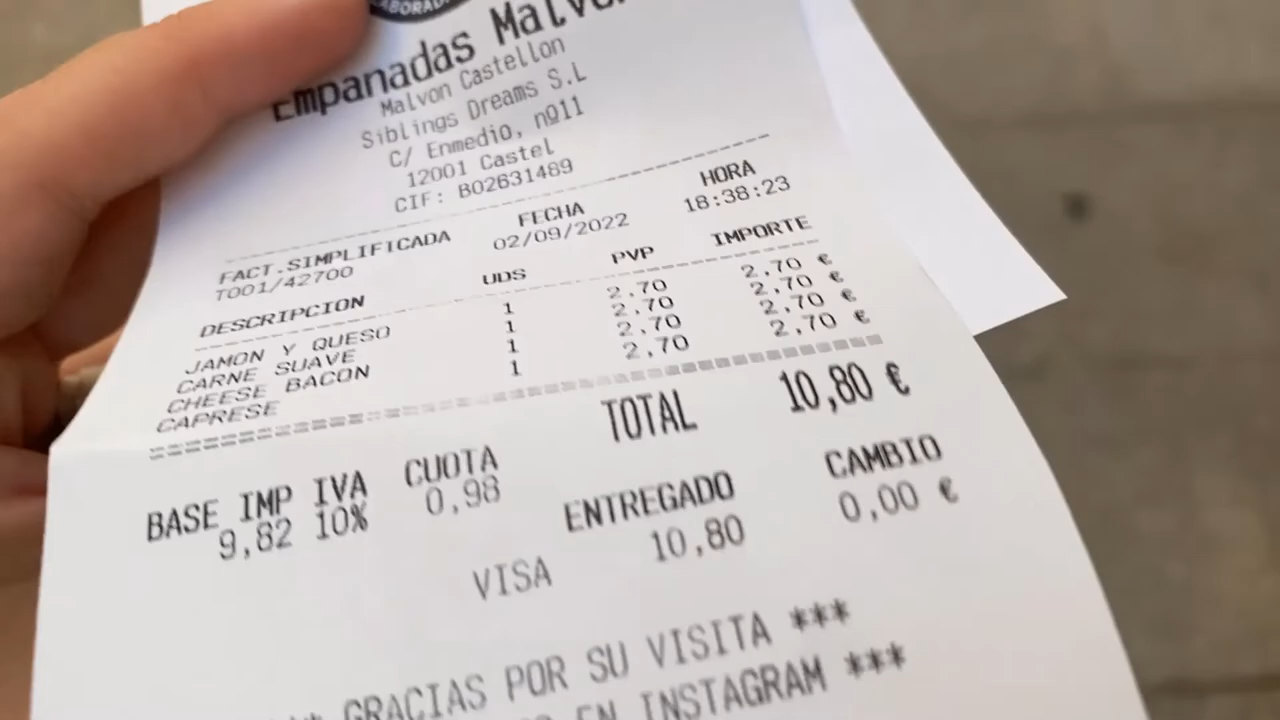 Empanadas Malvon
Malvon Castellon
Siblings Dreams S.L
C/ Enmedio, nº11
12001 Castel
CIF: B02631489
FACT.SIMPLIFICADA FECHA HORA
T001/42700 02/09/2022 18:38:23
DESCRIPCION UDS PVP IMPORTE
JAMON Y QUESO 1 2,70 2,70 €
CARNE SUAVE 1 2,70 2,70 €
CHEESE BACON 1 2,70 2,70 €
CAPRESE 1 2,70 2,70 €
TOTAL 10,80 €
BASE IMP IVA CUOTA ENTREGADO CAMBIO
9,82 10% 0,98 10,80 0,00 €
VISA
GRACIAS POR SU VISITA ***
EN INSTAGRAM ***